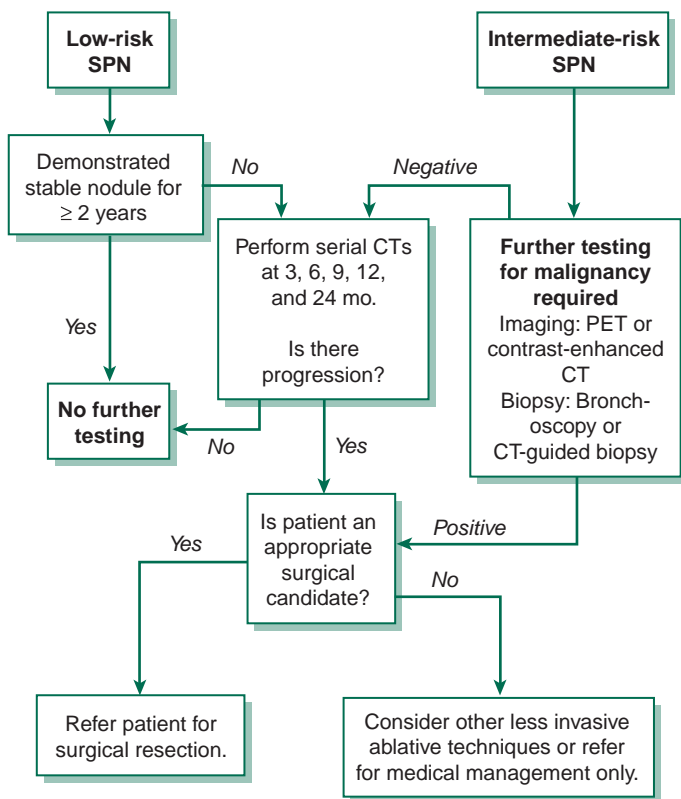 Low-risk
SPN
Intermediate-risk
SPN
Demonstrated
stable nodule for
≥ 2 years
No
Negative
Perform serial CTs
at 3, 6, 9, 12,
and 24 mo.
Is there
progression?
Further testing
for malignancy
required
Imaging: PET or
contrast-enhanced
CT
Biopsy: Bronch-
oscopy or
CT-guided biopsy
Yes
No further
testing
No
Yes
Positive
Is patient an
appropriate
surgical
candidate?
Yes
No
Refer patient for
surgical resection.
Consider other less invasive
ablative techniques or refer
for medical management only.